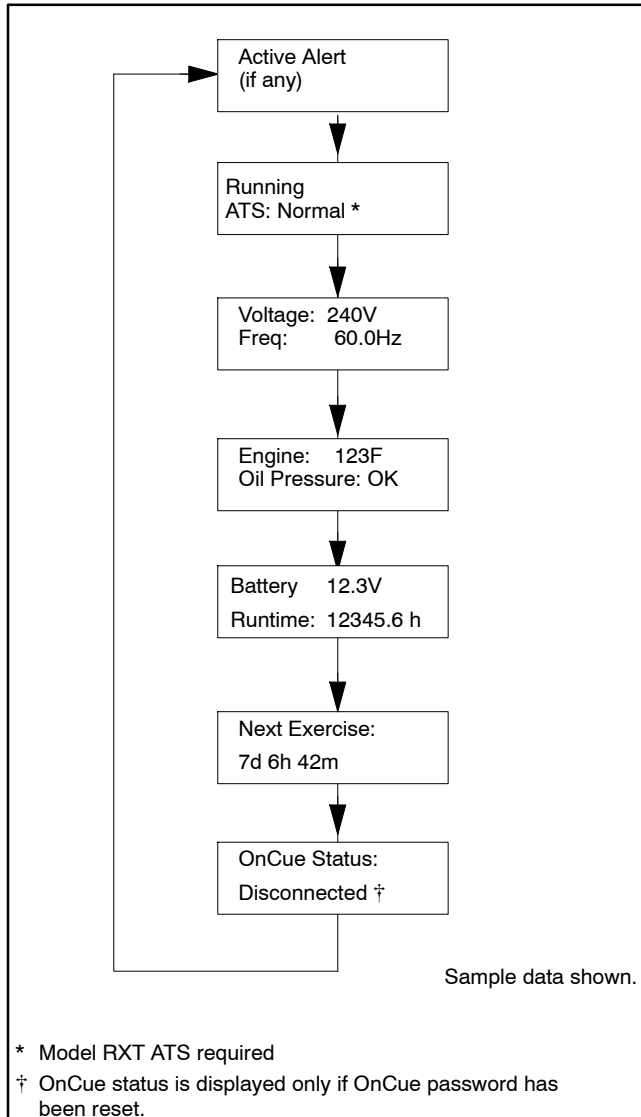 Active Alert
(if any)
Running
ATS: Normal *
Voltage: 240V
Freq: 60.0Hz
Engine: 123F
Oil Pressure: OK
Battery 12.3V
Runtime: 12345.6 h
Next Exercise:
7d 6h 42m
OnCue Status:
Disconnected †
Sample data shown.
* Model RXT ATS required
† OnCue status is displayed only if OnCue password has
been reset.